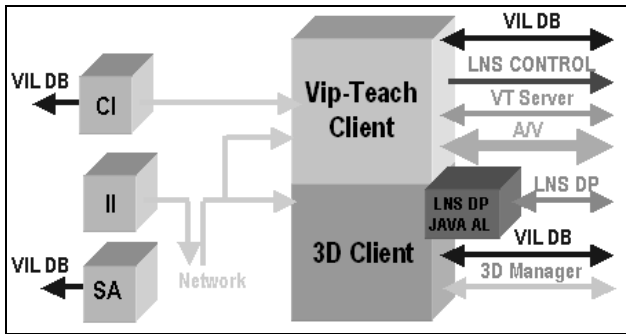 VIL DB
VIL DB
LNS CONTROL
CI
Vip-Teach
Client
VT Server
A/V
II
LNS DP
JAVA AL
LNS DP
VIL DB
VIL DB
SA
Network
3D Client
3D Manager